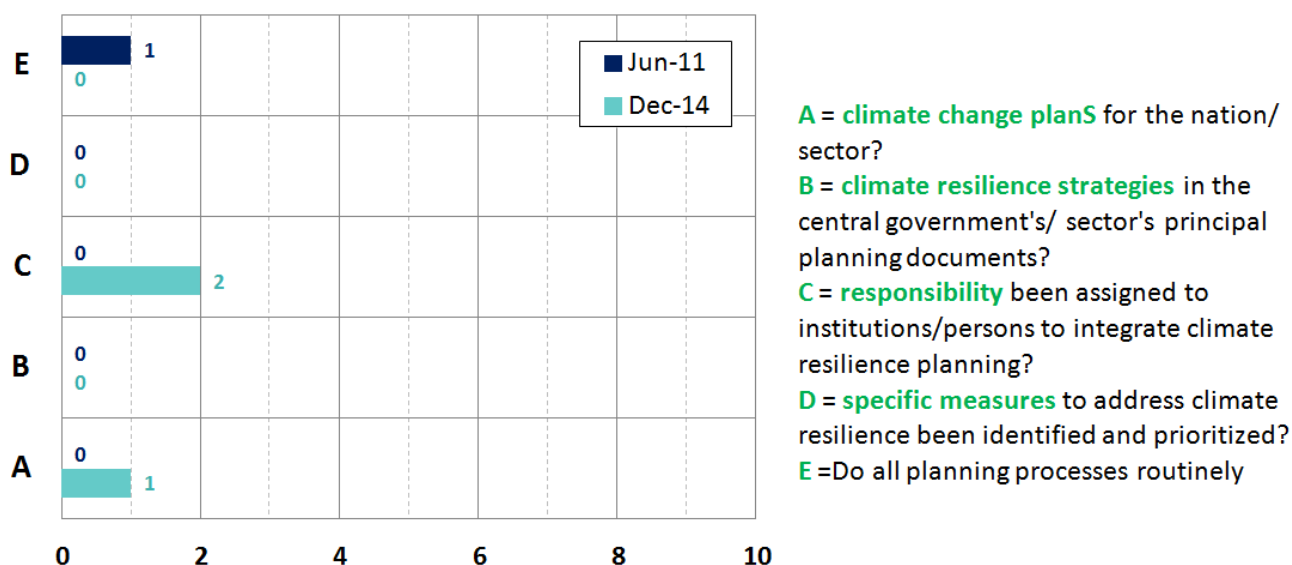 E
1
0
Jun-11
Dec-14
D
0
0
C
0
2
B
0
0
A
0
1
0 2 4 6 8 10
A = climate change planS for the nation/
sector?
B = climate resilience strategies in the
central government's/ sector's principal
planning documents?
C = responsibility been assigned to
institutions/persons to integrate climate
resilience planning?
D = specific measures to address climate
resilience been identified and prioritized?
E =Do all planning processes routinely